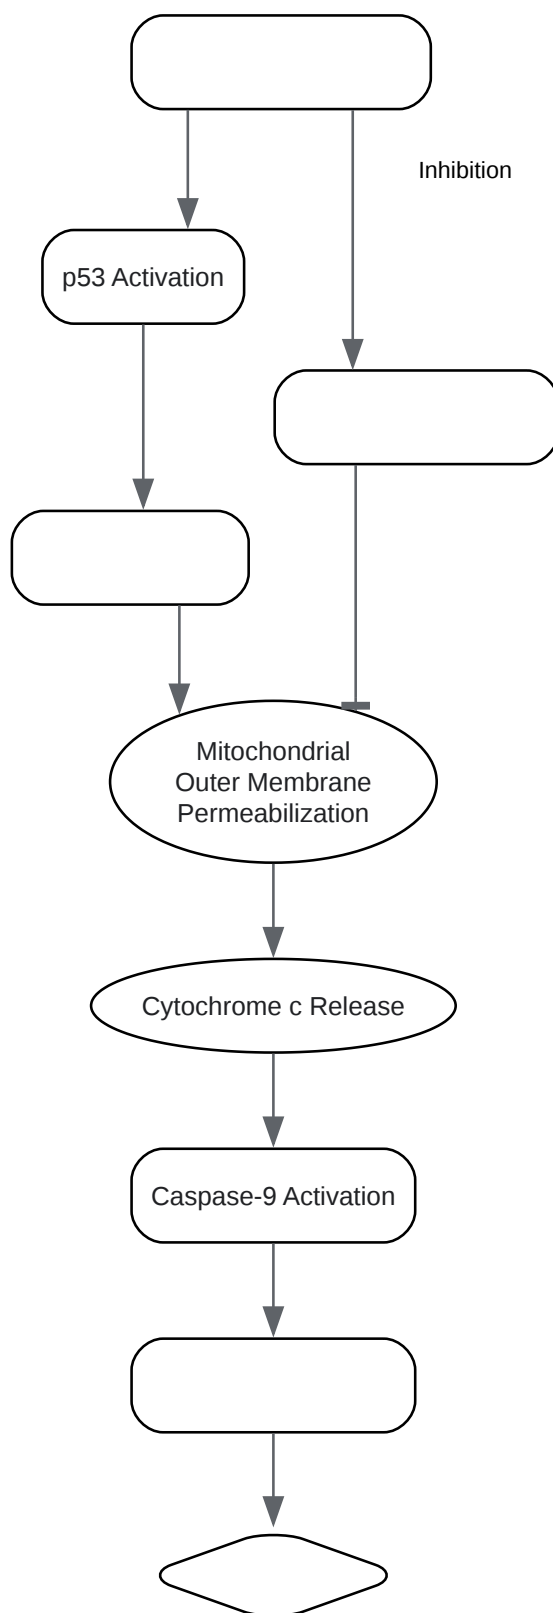 Inhibition
p53 Activation
Mitochondrial
Outer Membrane
Permeabilization
Cytochrome c Release
Caspase-9 Activation